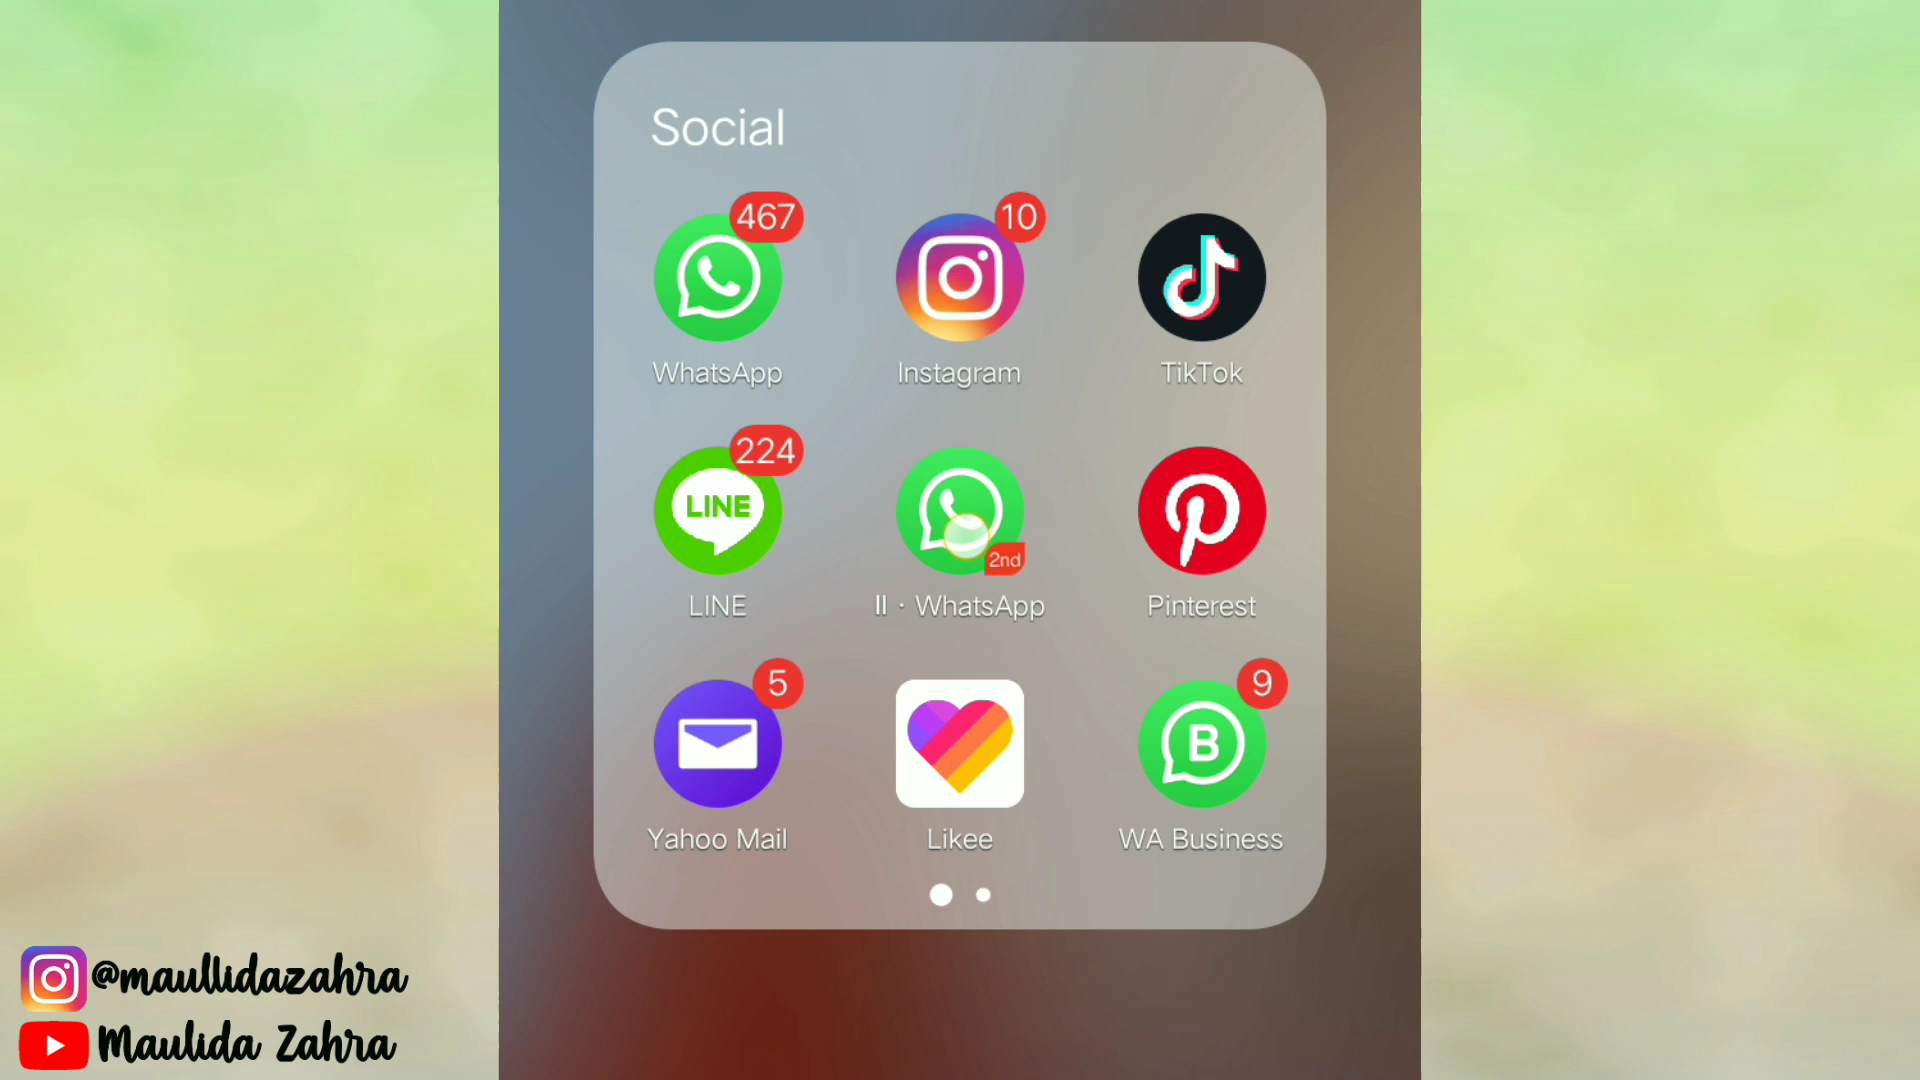 Social
467
10
WhatsApp
Instagram
TikTok
224
LINE
2nd
LINE
II · WhatsApp
Pinterest
5
9
B
Yahoo Mail
Likee
WA Business
@maullidazahra
Maulida Zahra